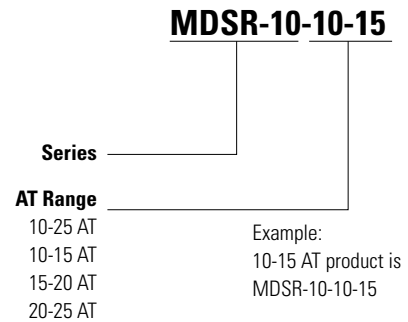 MDSR-10-10-15
Series
AT Range
10-25 AT
10-15 AT
15-20 AT
20-25 AT
Example:
10-15 AT product is
MDSR-10-10-15